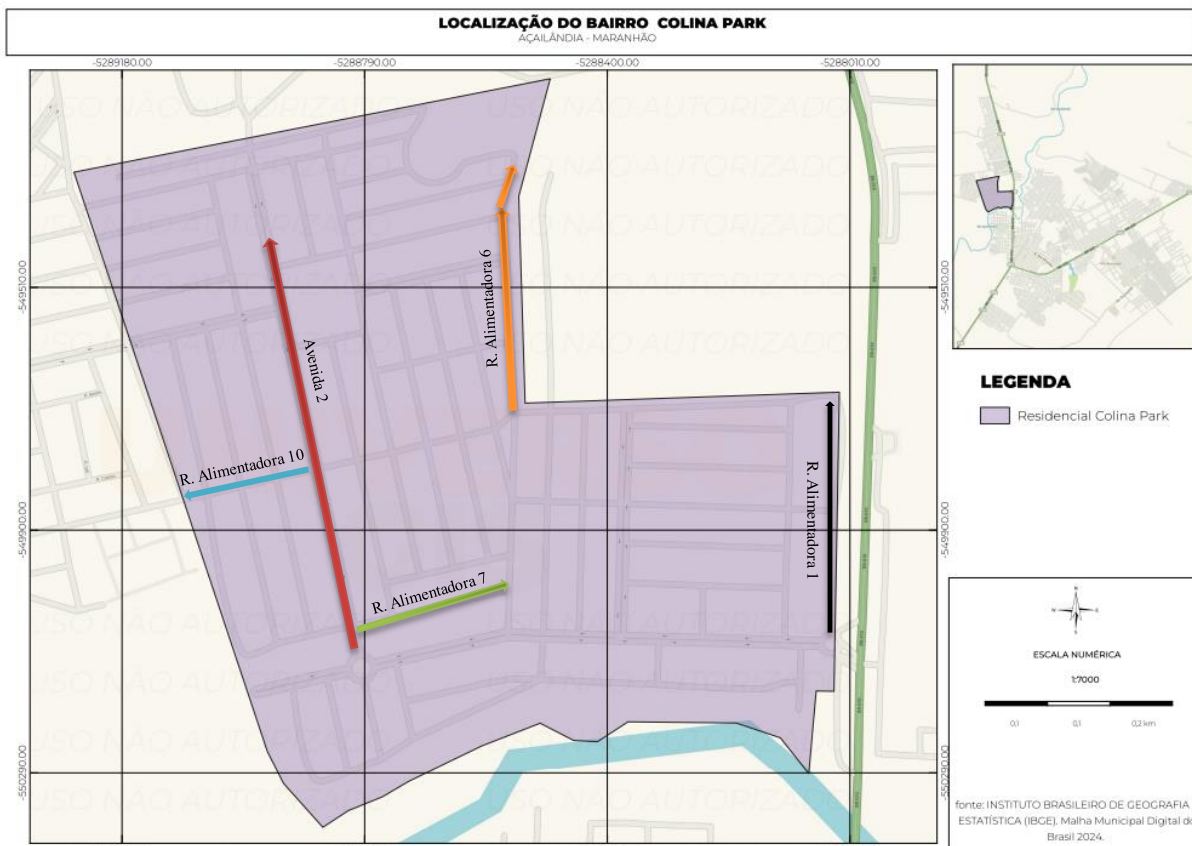 LOCALIZAÇÃO DO BAIRRO COLINA PARK
AÇAILÂNDIA - MARANHÃO
-5289180.00
-5288790.00
-5288400.00
-5288010.00
USO NÃO AUTORIZADO
USO NÃO AUTORIZADO
-549510.00
-549510.00
-549900.00
-549900.00
-550290.00
-550290.00
Avenida 2
R. Alimentadora 6
R. Alimentadora 10
R. Alimentadora 7
R. Alimentadora 1
LEGENDA
Residencial Colina Park
ESCALA NUMÉRICA
1:7000
0,1
0,1
0,2 km
fonte: INSTITUTO BRASILEIRO DE GEOGRAFIA
ESTATÍSTICA (IBGE). Malha Municipal Digital do
Brasil 2024.